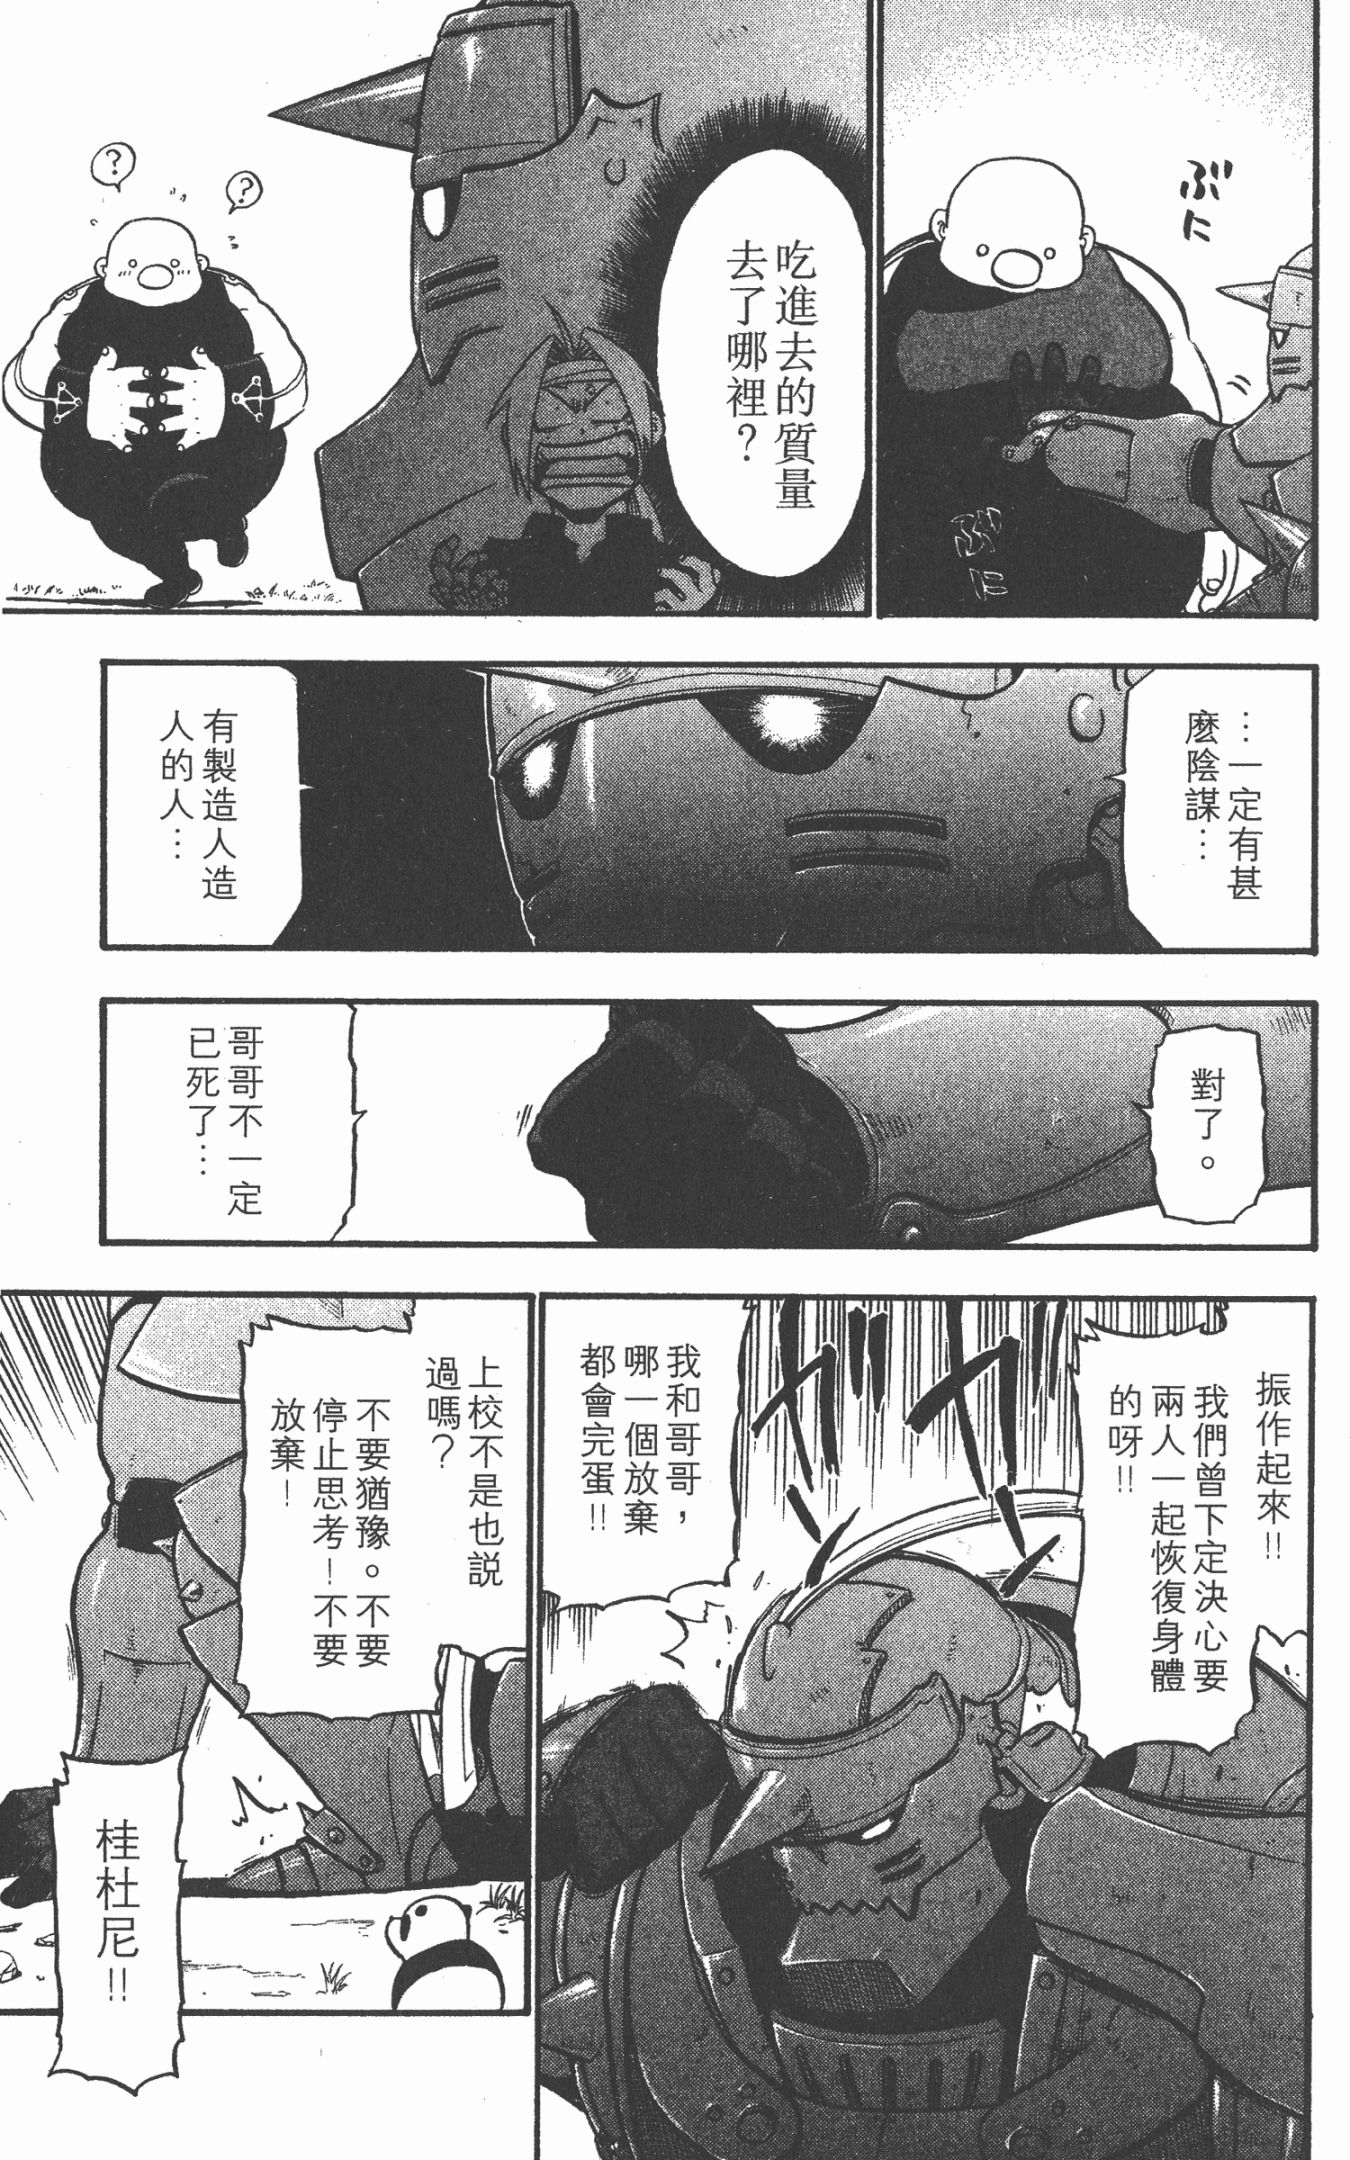 ぷに
ぷに
吃進去的質量
去了哪裡？
？
？
…一定有甚
麼陰謀…
有製造人造
人的人…
對了。
哥哥不一定
已死了…
振作起來!!
我們曾下定決心要
兩人一起恢復身體
的呀!!
ガガッ
我和哥哥，
哪一個放棄
都會完蛋!!
上校不是也説
過嗎？
不要猶豫。不要
停止思考！不要
放棄！
桂杜尼!!